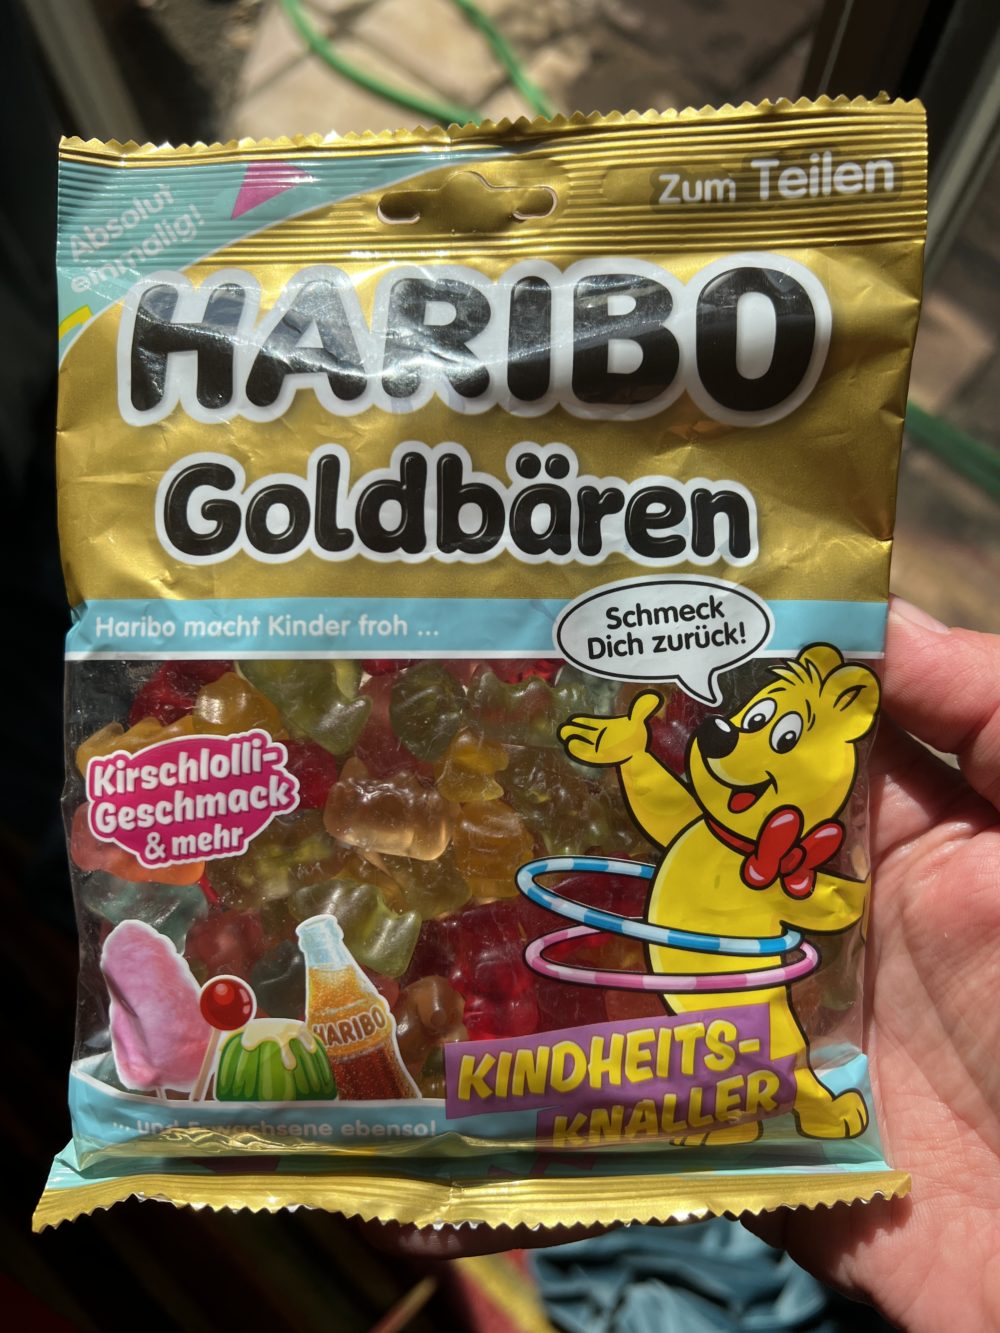 Absolut
einmalig!
Zum Teilen
HARIBO
Goldbären
Haribo macht Kinder froh ...
Schmeck
Dich zurück!
Kirschlolli-
Geschmack
& mehr
HARIBO
KINDHEITS-
KNALLER
... und Erwachsene ebenso!